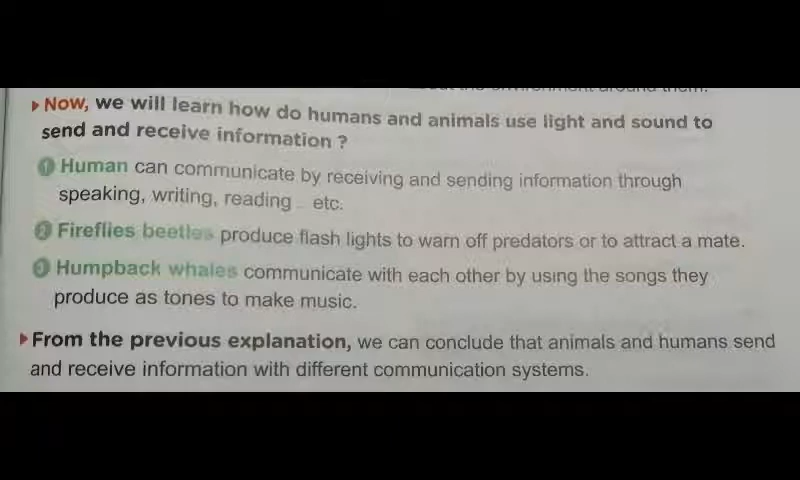 ▸ Now, we will learn how do humans and animals use light and sound to
send and receive information ?
1 Human can communicate by receiving and sending information through
speaking, writing, reading .. etc.
2 Fireflies beetles produce flash lights to warn off predators or to attract a mate.
3 Humpback whales communicate with each other by using the songs they
produce as tones to make music.
▸ From the previous explanation, we can conclude that animals and humans send
and receive information with different communication systems.